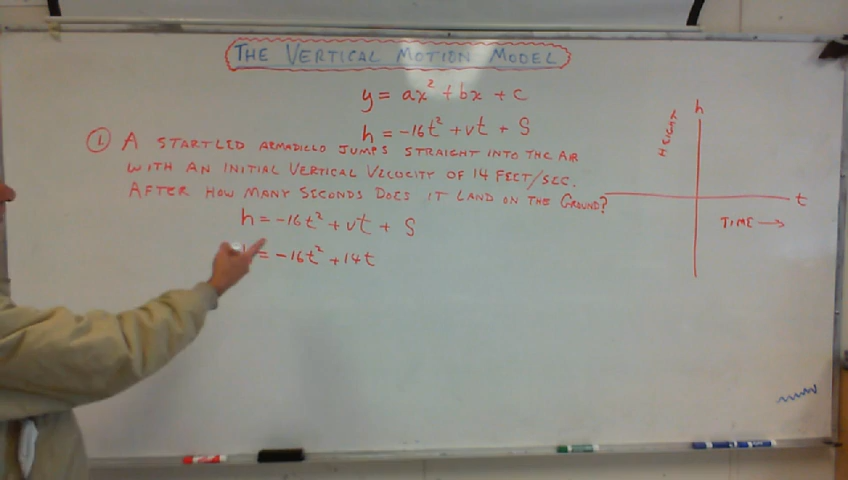 THE VERTICAL MOTION MODEL
y = ax² + bx + c
h = -16t² + vt + S
① A STARTLED ARMADILLO JUMPS STRAIGHT INTO THE AIR
WITH AN INITIAL VERTICAL VELOCITY OF 14 FEET/SEC.
AFTER HOW MANY SECONDS DOES IT LAND ON THE GROUND?
h = -16t² + vt + S
= -16t² + 14t
h
HEIGHT
t
TIME →